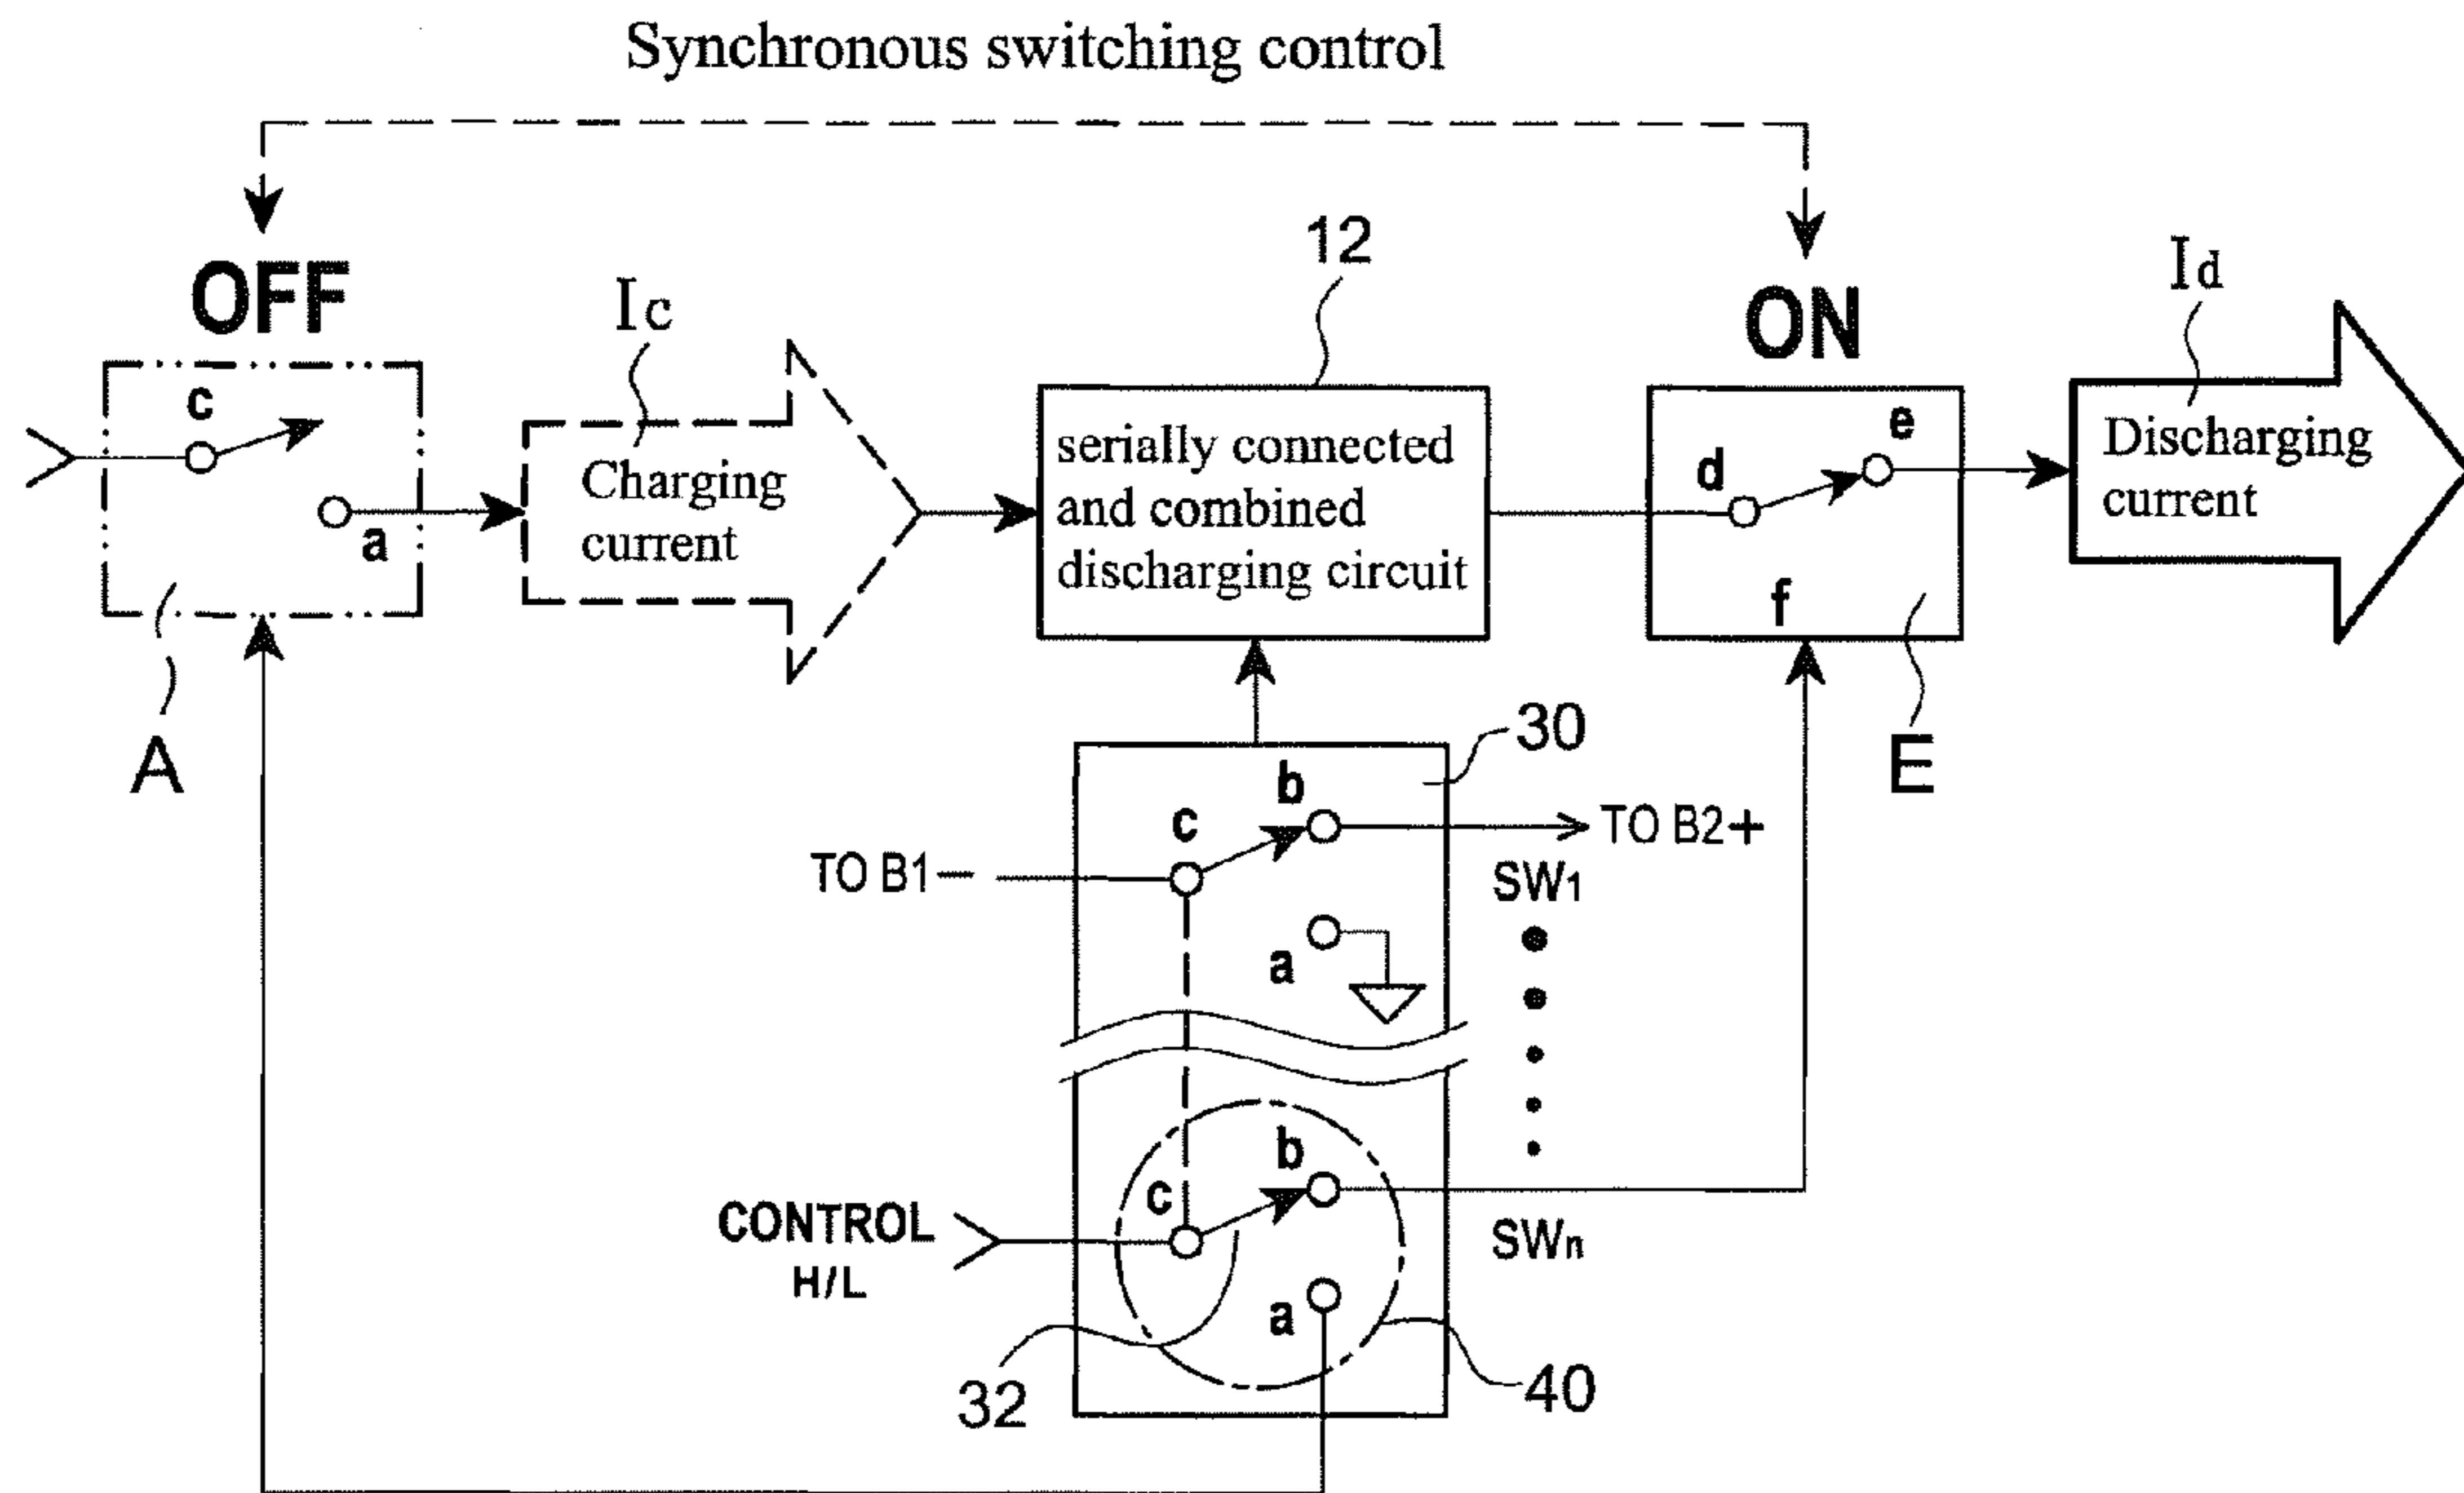 Synchronous switching control
OFF
Ic
12
ON
Id
c
a
Charging
current
serially connected
and combined
discharging circuit
d
e
f
Discharging
current
A
30
E
b
c
TO B1−
TO B2+
SW1
a
b
c
CONTROL
H/L
SWn
a
32
40